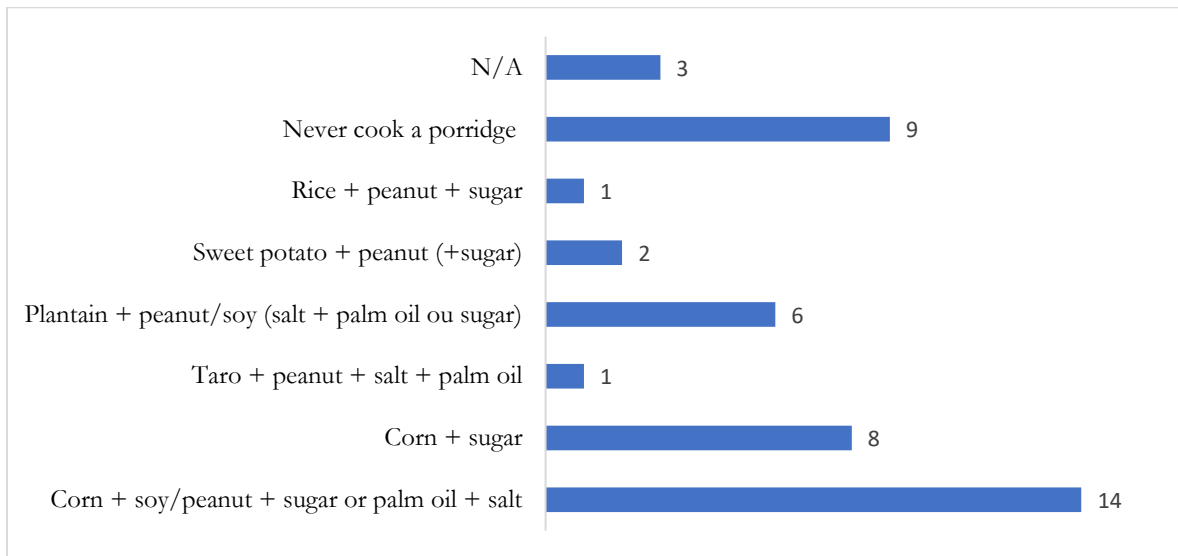 N/A 3
Never cook a porridge 9
Rice + peanut + sugar 1
Sweet potato + peanut (+sugar) 2
Plantain + peanut/soy (salt + palm oil ou sugar) 6
Taro + peanut + salt + palm oil 1
Corn + sugar 8
Corn + soy/peanut + sugar or palm oil + salt 14